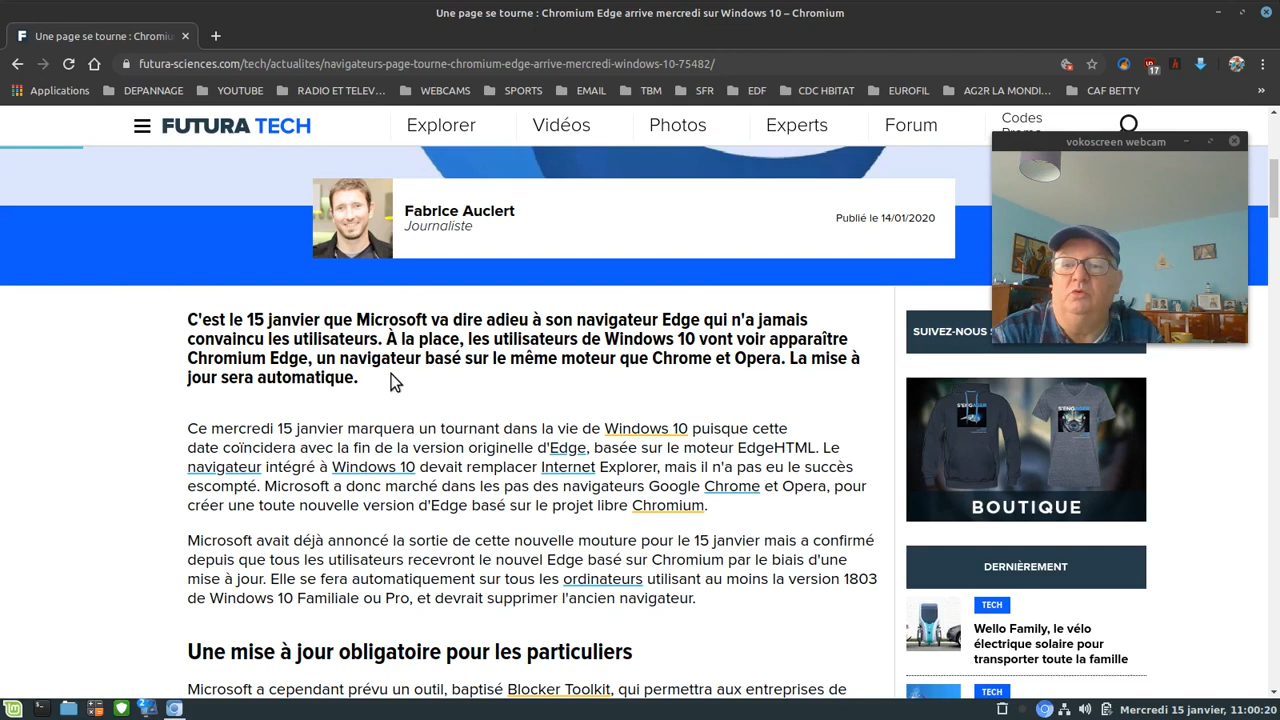 Une page se tourne : Chromium Edge arrive mercredi sur Windows 10 – Chromium
Une page se tourne : Chromiu
futura-sciences.com/tech/actualites/navigateurs-page-tourne-chromium-edge-arrive-mercredi-windows-10-75482/
17
Applications DEPANNAGE YOUTUBE RADIO ET TELEV... WEBCAMS SPORTS EMAIL TBM SFR EDF CDC HBITAT EUROFIL AG2R LA MONDI... CAF BETTY »
FUTURA TECH Explorer Vidéos Photos Experts Forum Codes
vokoscreen webcam
Fabrice Auclert
Journaliste
Publié le 14/01/2020
C'est le 15 janvier que Microsoft va dire adieu à son navigateur Edge qui n'a jamais
convaincu les utilisateurs. À la place, les utilisateurs de Windows 10 vont voir apparaître
Chromium Edge, un navigateur basé sur le même moteur que Chrome et Opera. La mise à
jour sera automatique.
Ce mercredi 15 janvier marquera un tournant dans la vie de Windows 10 puisque cette
date coïncidera avec la fin de la version originelle d'Edge, basée sur le moteur EdgeHTML. Le
navigateur intégré à Windows 10 devait remplacer Internet Explorer, mais il n'a pas eu le succès
escompté. Microsoft a donc marché dans les pas des navigateurs Google Chrome et Opera, pour
créer une toute nouvelle version d'Edge basé sur le projet libre Chromium.
Microsoft avait déjà annoncé la sortie de cette nouvelle mouture pour le 15 janvier mais a confirmé
depuis que tous les utilisateurs recevront le nouvel Edge basé sur Chromium par le biais d'une
mise à jour. Elle se fera automatiquement sur tous les ordinateurs utilisant au moins la version 1803
de Windows 10 Familiale ou Pro, et devrait supprimer l'ancien navigateur.
Une mise à jour obligatoire pour les particuliers
Microsoft a cependant prévu un outil, baptisé Blocker Toolkit, qui permettra aux entreprises de
SUIVEZ-NOUS
S'ENGAGER
S'ENGAGER
BOUTIQUE
DERNIÈREMENT
TECH
Wello Family, le vélo
électrique solaire pour
transporter toute la famille
TECH
Mercredi 15 janvier, 11:00:20